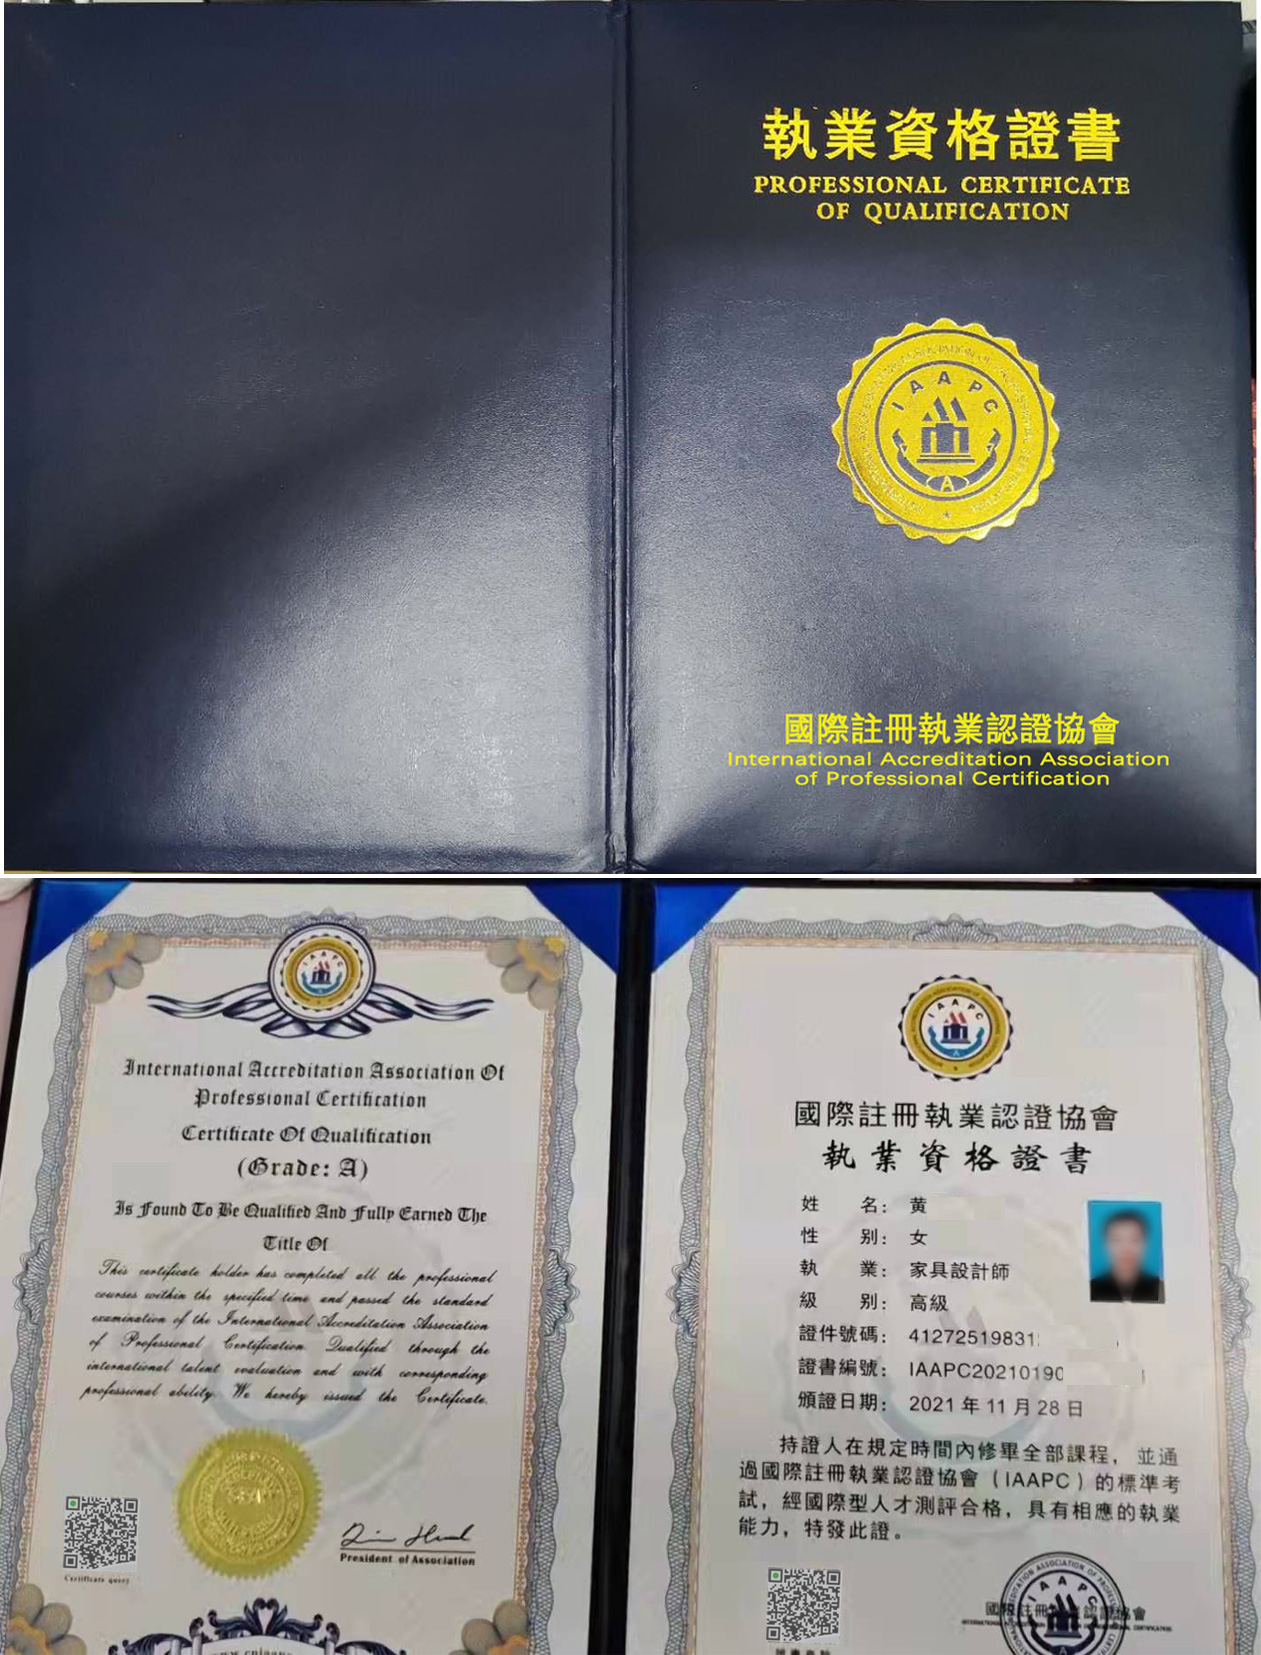 執業資格證書
PROFESSIONAL CERTIFICATE
OF QUALIFICATION
IAAPC
A
國際註冊執業認證協會
International Accreditation Association
of Professional Certification
IAAPC
International Accreditation Association Of
Professional Certification
Certificate Of Qualification
(Grade: A)
Is Found To Be Qualified And Fully Earned The
Title Of
This certificate holder has completed all the professional
courses within the specified time and passed the standard
examination of the International Accreditation Association
of Professional Certification. Qualified through the
international talent evaluation and with corresponding
professional ability. We hereby issued the Certificate.
President of Association
Certificate query
IAAPC
A
國際註冊執業認證協會
執業資格證書
姓 名： 黄
性 别： 女
執 業： 家具設計師
級 别： 高級
證件號碼： 41272519831
證書編號： IAAPC20210190
頒證日期： 2021 年 11 月 28 日
持證人在規定時間內修畢全部課程，並通
過國際註冊執業認證協會（IAAPC）的標準考
試，經國際型人才測評合格，具有相應的執業
能力，特發此證。
IAAPC